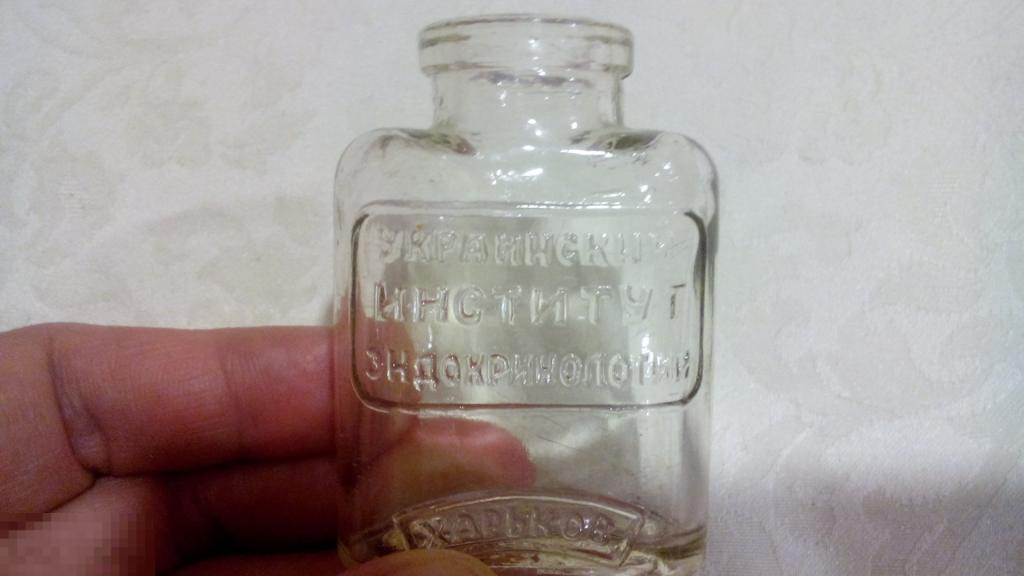 УКРАИНСКИЙ
ИНСТИТУТ
ЭНДОКРИНОЛОГИИ
ХАРЬКОВ